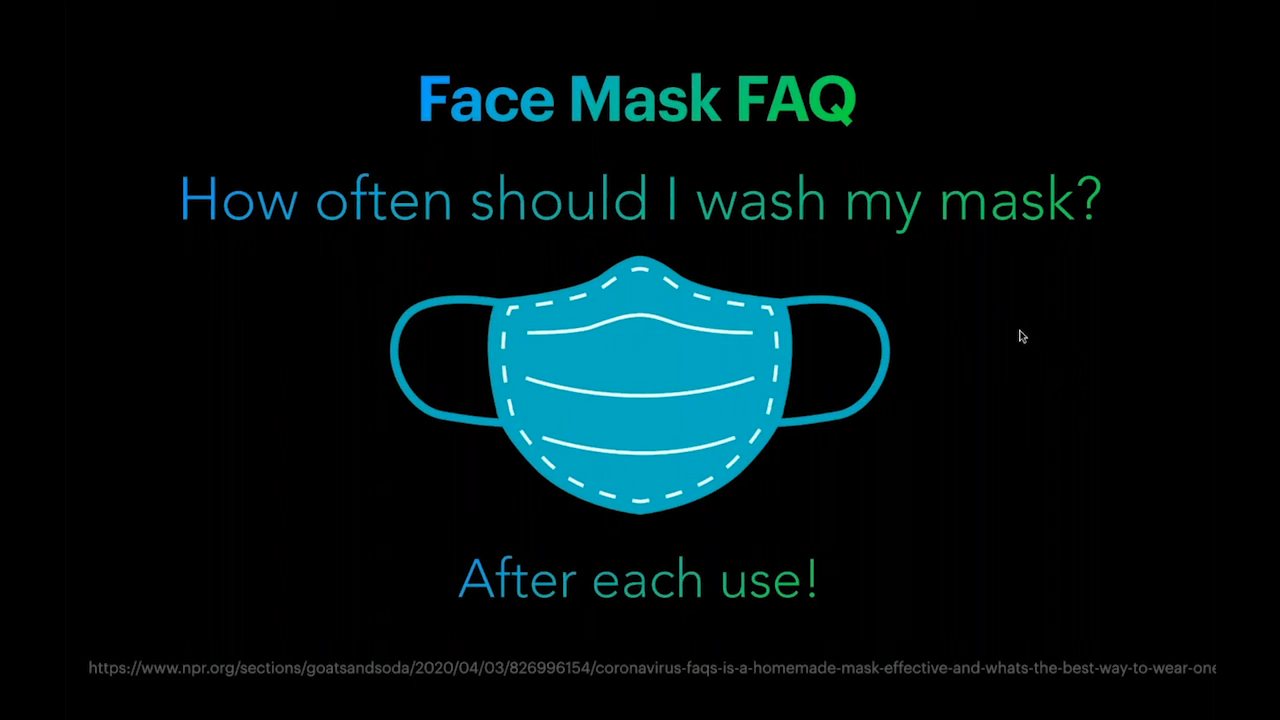 Face Mask FAQ
How often should I wash my mask?
After each use!
https://www.npr.org/sections/goatsandsoda/2020/04/03/826996154/coronavirus-faqs-is-a-homemade-mask-effective-and-whats-the-best-way-to-wear-one